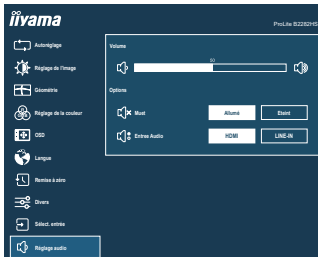 iiyama
ProLite B2282HS
Autoréglage
Réglage de l'image
Géométrie
Réglage de la couleur
OSD
Langue
Remise à zéro
Divers
Sélect. entrée
Réglage audio
Volume
50
Options
Muet
Allumé
Eteint
Entree Audio
HDMI
LINE-IN